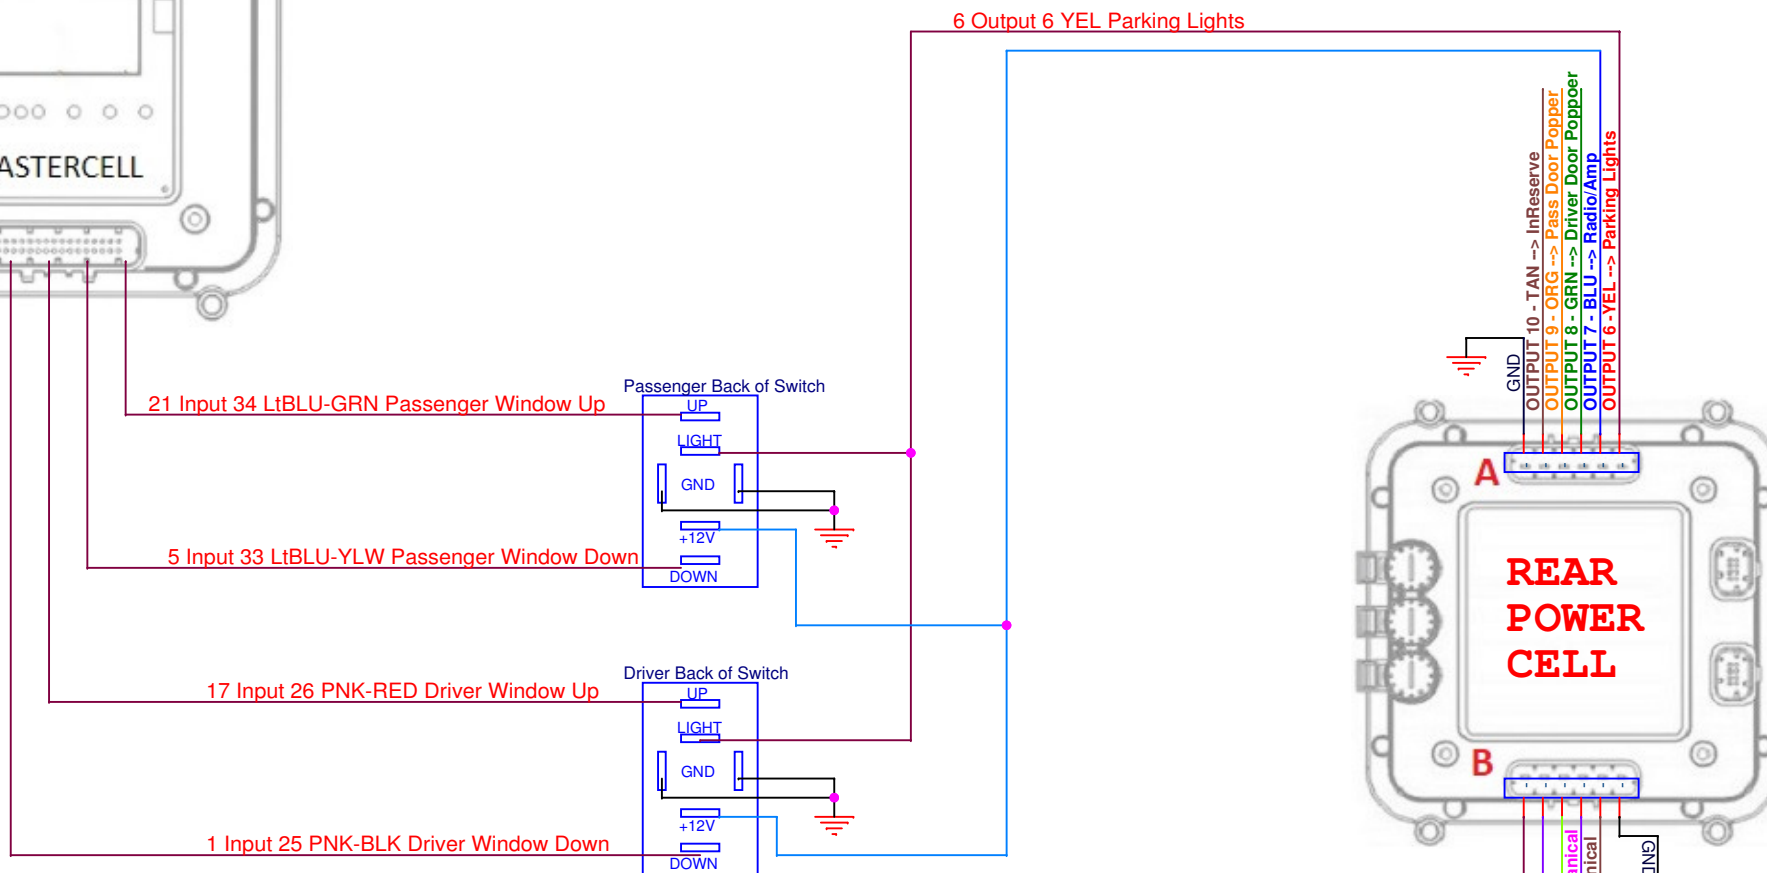 6 Output 6 YEL Parking Lights
ASTERCELL
OUTPUT 10 - TAN --> InReserve
OUTPUT 9 - ORG --> Pass Door Popper
OUTPUT 8 - GRN --> Driver Door Poppoer
OUTPUT 7 - BLU --> Radio/Amp
OUTPUT 6 -YEL --> Parking Lights
GND
Passenger Back of Switch
21 Input 34 LtBLU-GRN Passenger Window Up
UP
LIGHT
GND
+12V
5 Input 33 LtBLU-YLW Passenger Window Down
DOWN
A
REAR
POWER
CELL
B
Driver Back of Switch
17 Input 26 PNK-RED Driver Window Up
UP
LIGHT
GND
+12V
1 Input 25 PNK-BLK Driver Window Down
DOWN
anical
nical
GND